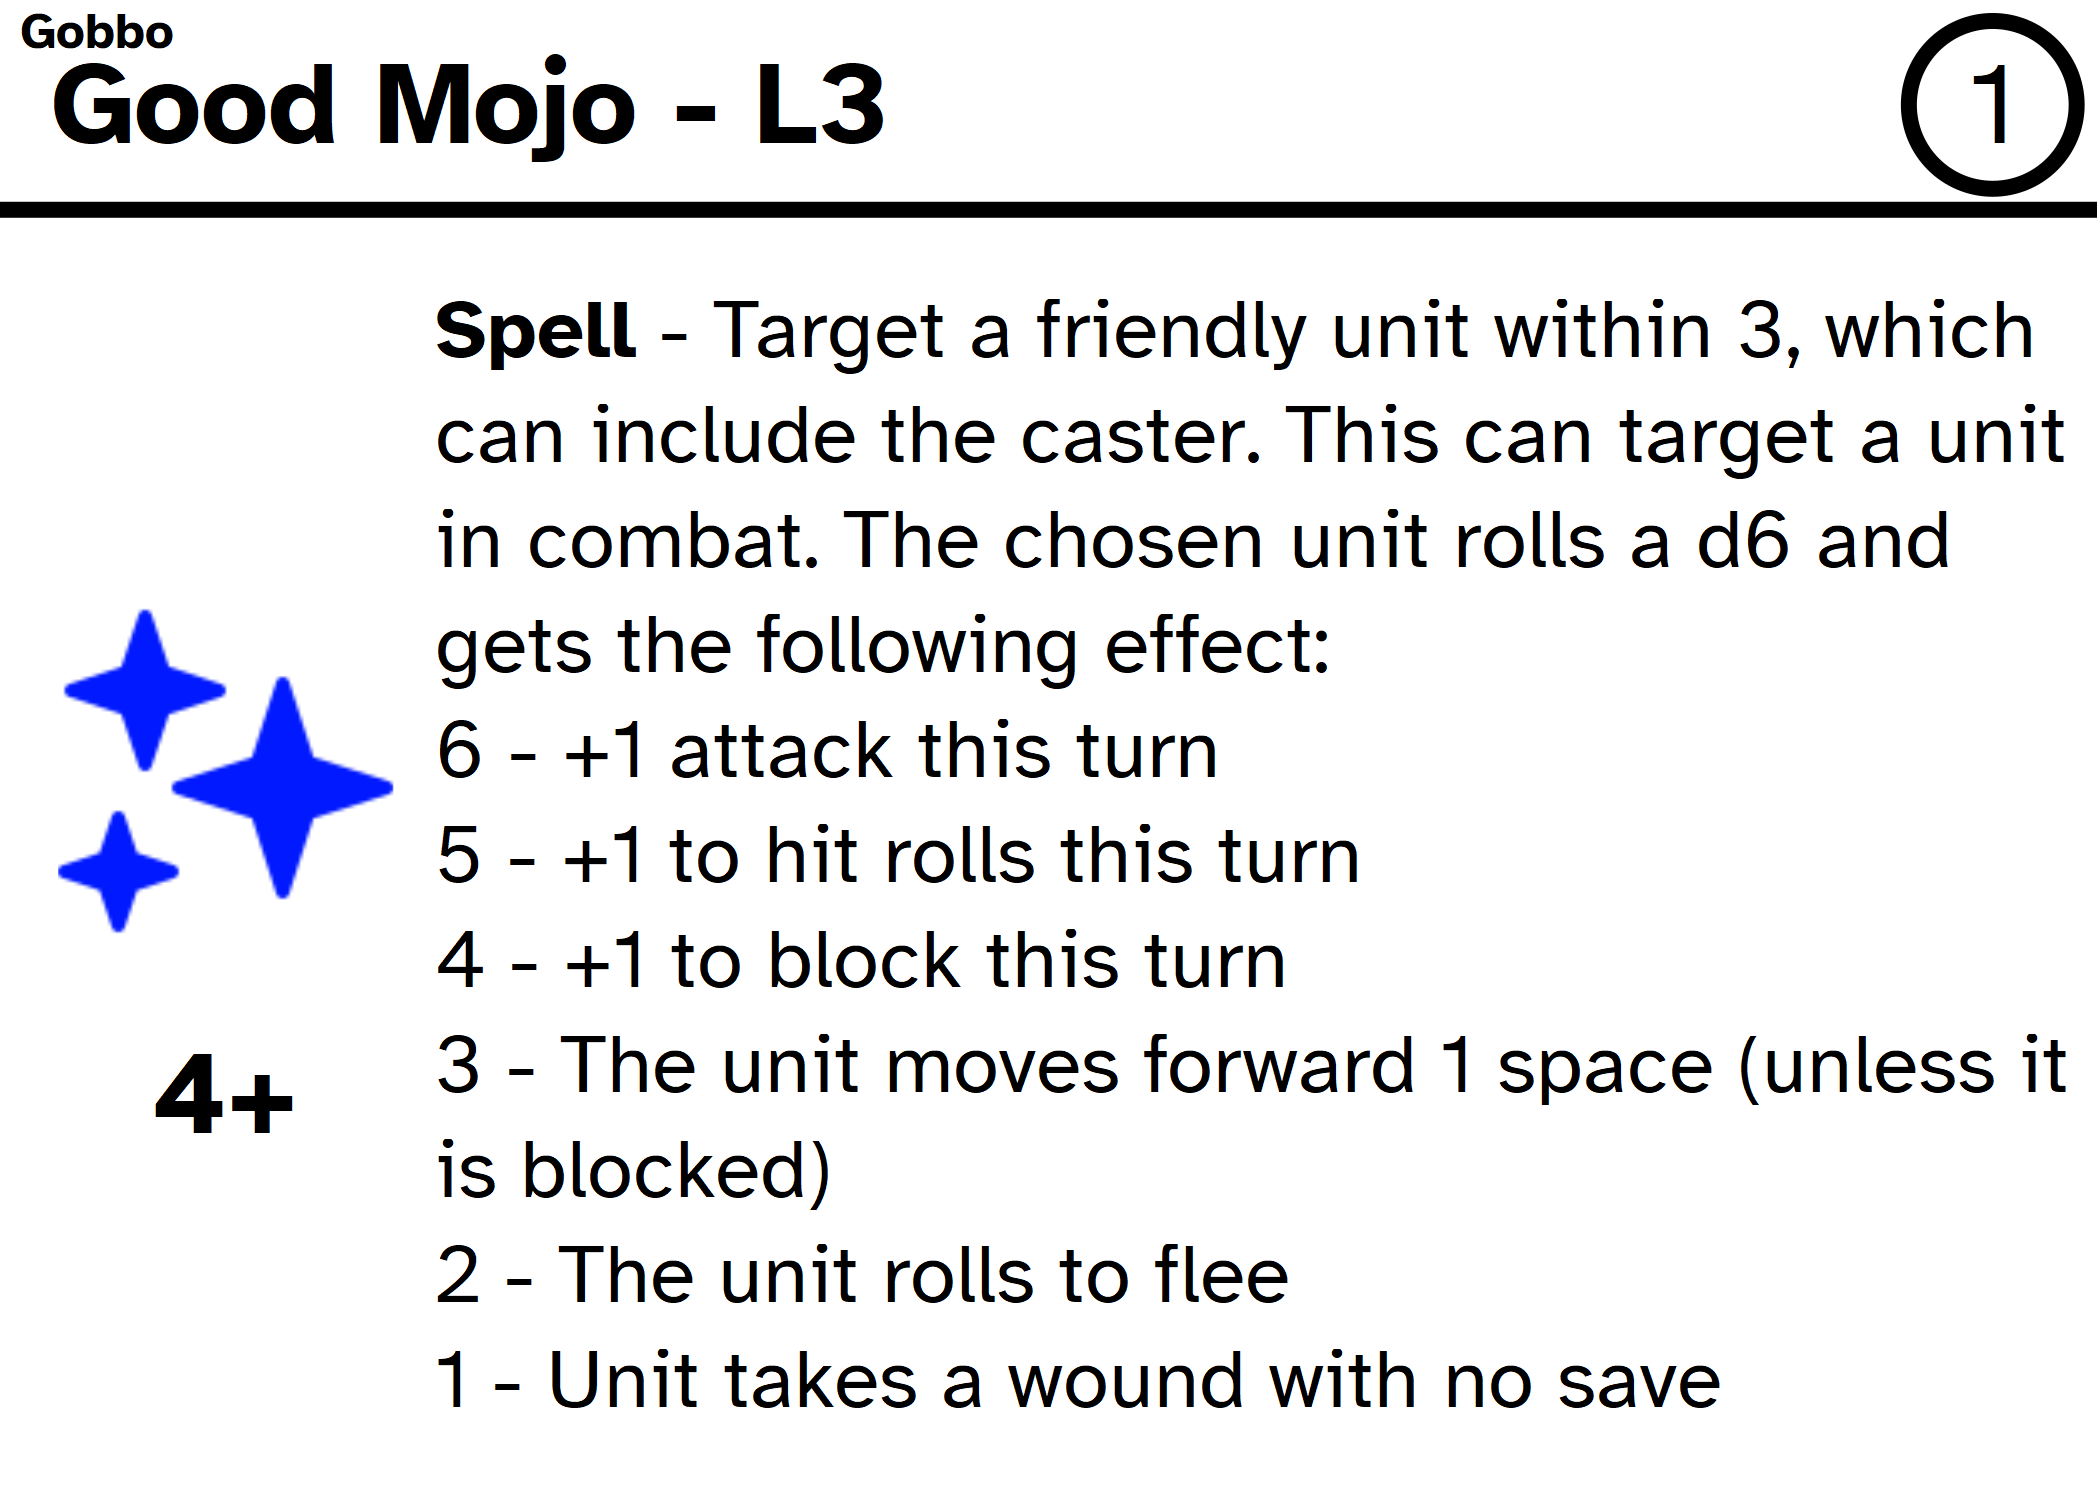 Gobbo
Good Mojo - L3
1
Spell - Target a friendly unit within 3, which
can include the caster. This can target a unit
in combat. The chosen unit rolls a d6 and
gets the following effect:
6 - +1 attack this turn
5 - +1 to hit rolls this turn
4 - +1 to block this turn
3 - The unit moves forward 1 space (unless it
is blocked)
2 - The unit rolls to flee
1 - Unit takes a wound with no save
4+